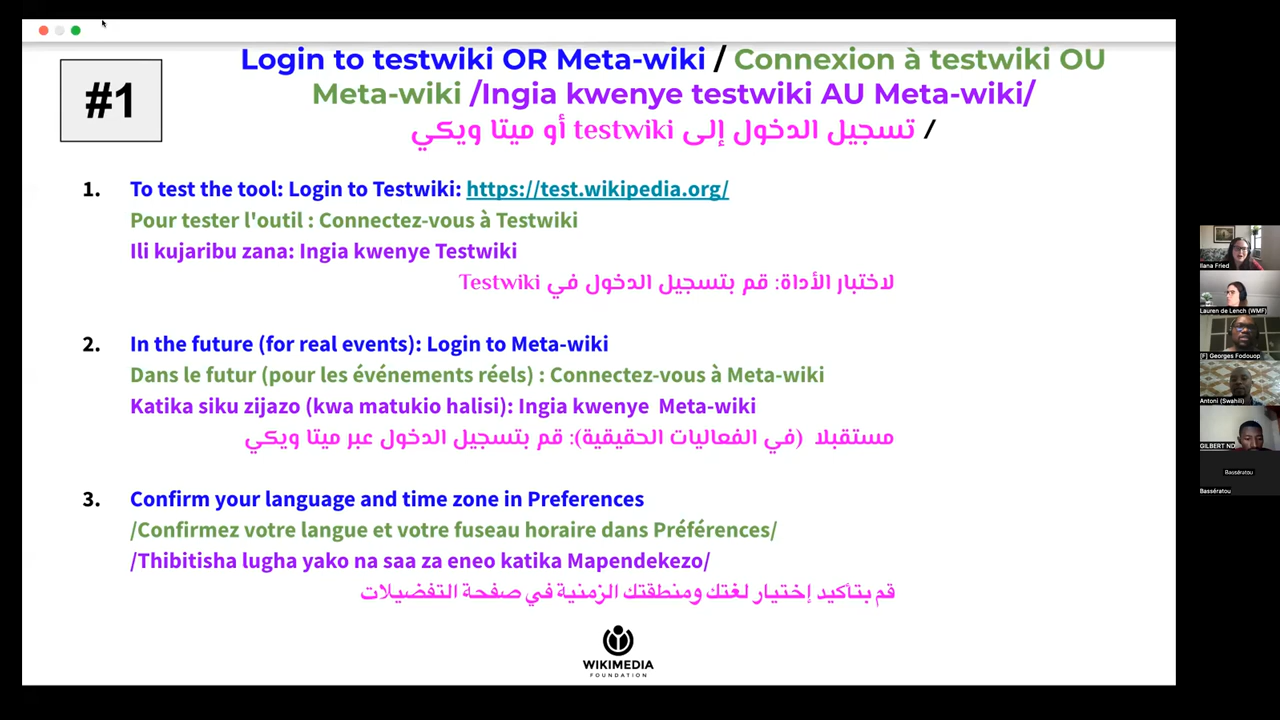 #1
Login to testwiki OR Meta-wiki / Connexion à testwiki OU
Meta-wiki /Ingia kwenye testwiki AU Meta-wiki/
/ تسجيل الدخول إلى testwiki أو ميتا ويكي
1. To test the tool: Login to Testwiki: https://test.wikipedia.org/
Pour tester l'outil : Connectez-vous à Testwiki
Ili kujaribu zana: Ingia kwenye Testwiki
لاختبار الأداة: قم بتسجيل الدخول في Testwiki
2. In the future (for real events): Login to Meta-wiki
Dans le futur (pour les événements réels) : Connectez-vous à Meta-wiki
Katika siku zijazo (kwa matukio halisi): Ingia kwenye Meta-wiki
مستقبلا (في الفعاليات الحقيقية): قم بتسجيل الدخول عبر ميتا ويكي
3. Confirm your language and time zone in Preferences
/Confirmez votre langue et votre fuseau horaire dans Préférences/
/Thibitisha lugha yako na saa za eneo katika Mapendekezo/
قم بتأكيد إختيار لغتك ومنطقتك الزمنية في صفحة التفضيلات
WIKIMEDIA
FOUNDATION
Ilana Fried
Lauren de Lench (WMF)
[F] Georges Fodouop
Antoni (Swahili)
GILBERT ND
Bassératou
Bassératou